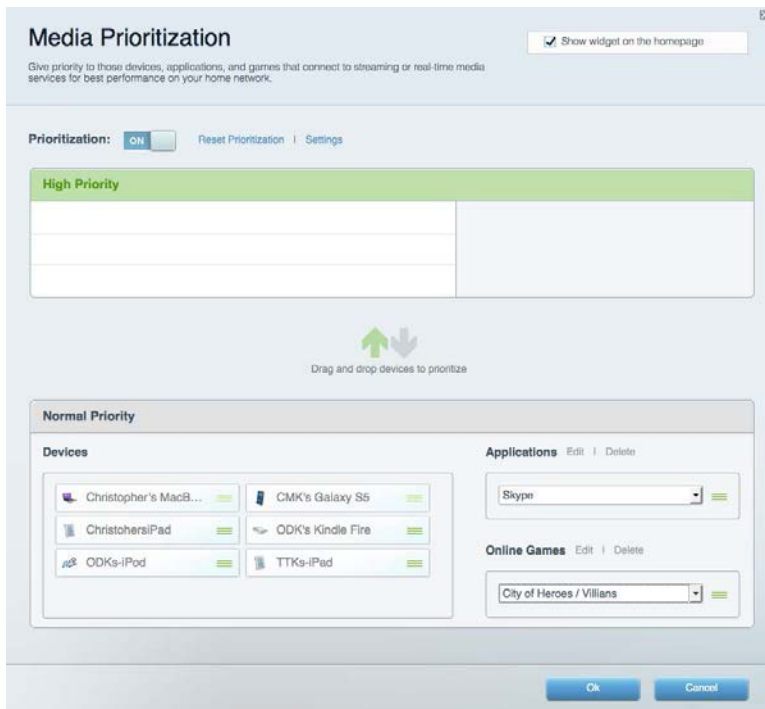 Media Prioritization
Show widget on the homepage
Give priority to those devices, applications, and games that connect to streaming or real-time media
services for best performance on your home network.
Prioritization: ON Reset Prioritization | Settings
High Priority
Drag and drop devices to prioritize
Normal Priority
Devices
Christopher's MacB...
CMK's Galaxy S5
ChristohersiPad
ODK's Kindle Fire
ODKs-iPod
TTKs-iPad
Applications Edit | Delete
Skype
Online Games Edit | Delete
City of Heroes / Villians
Ok
Cancel